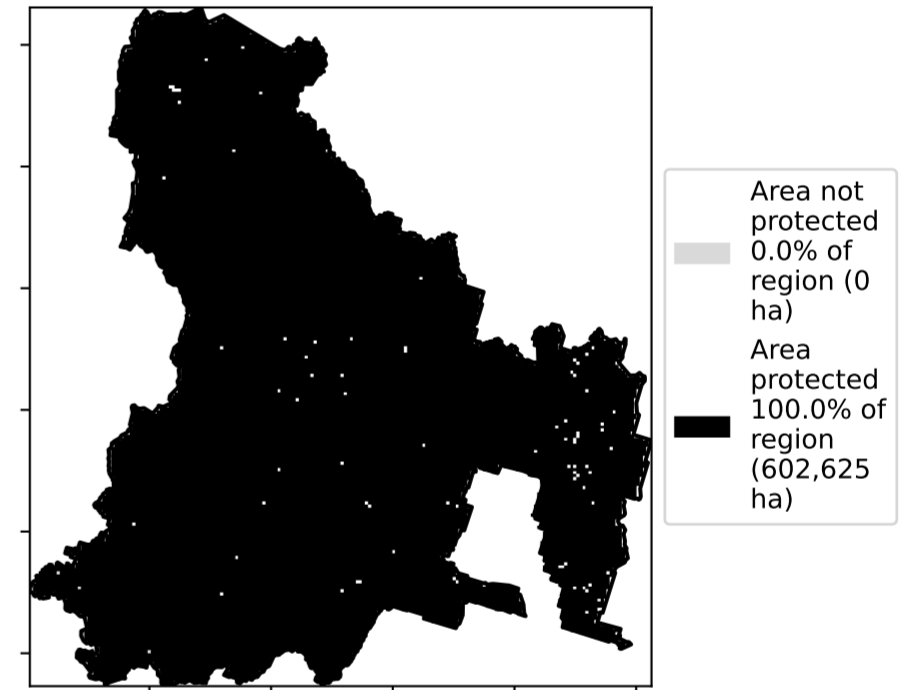 Area not
protected
0.0% of
region (0
ha)
Area
protected
100.0% of
region
(602,625
ha)